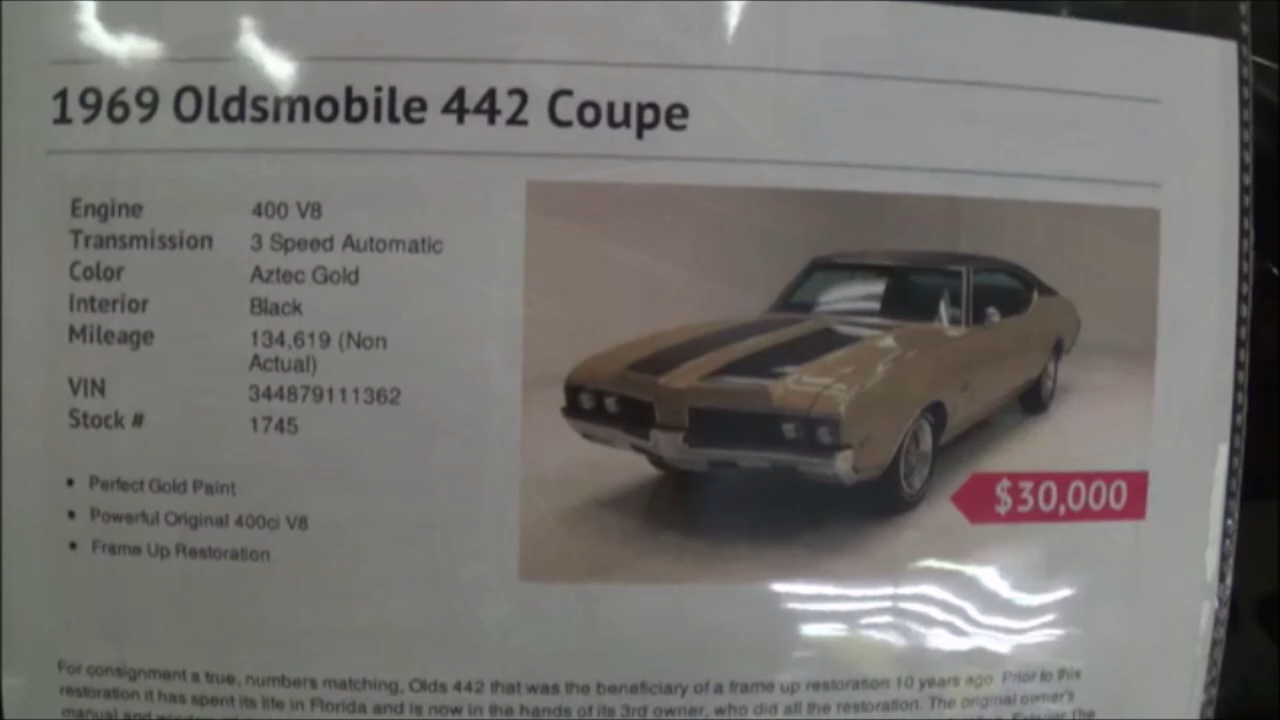 1969 Oldsmobile 442 Coupe
Engine 400 V8
Transmission 3 Speed Automatic
Color Aztec Gold
Interior Black
Mileage 134,619 (Non
Actual)
VIN 344879111362
Stock # 1745
• Perfect Gold Paint
• Powerful Original 400ci V8
• Frame Up Restoration
$30,000
For consignment a true, numbers matching, Olds 442 that was the beneficiary of a frame up restoration 10 years ago. Prior to this
restoration it has spent its life in Florida and is now in the hands of its 3rd owner, who did all the restoration. The original owner's
manual and